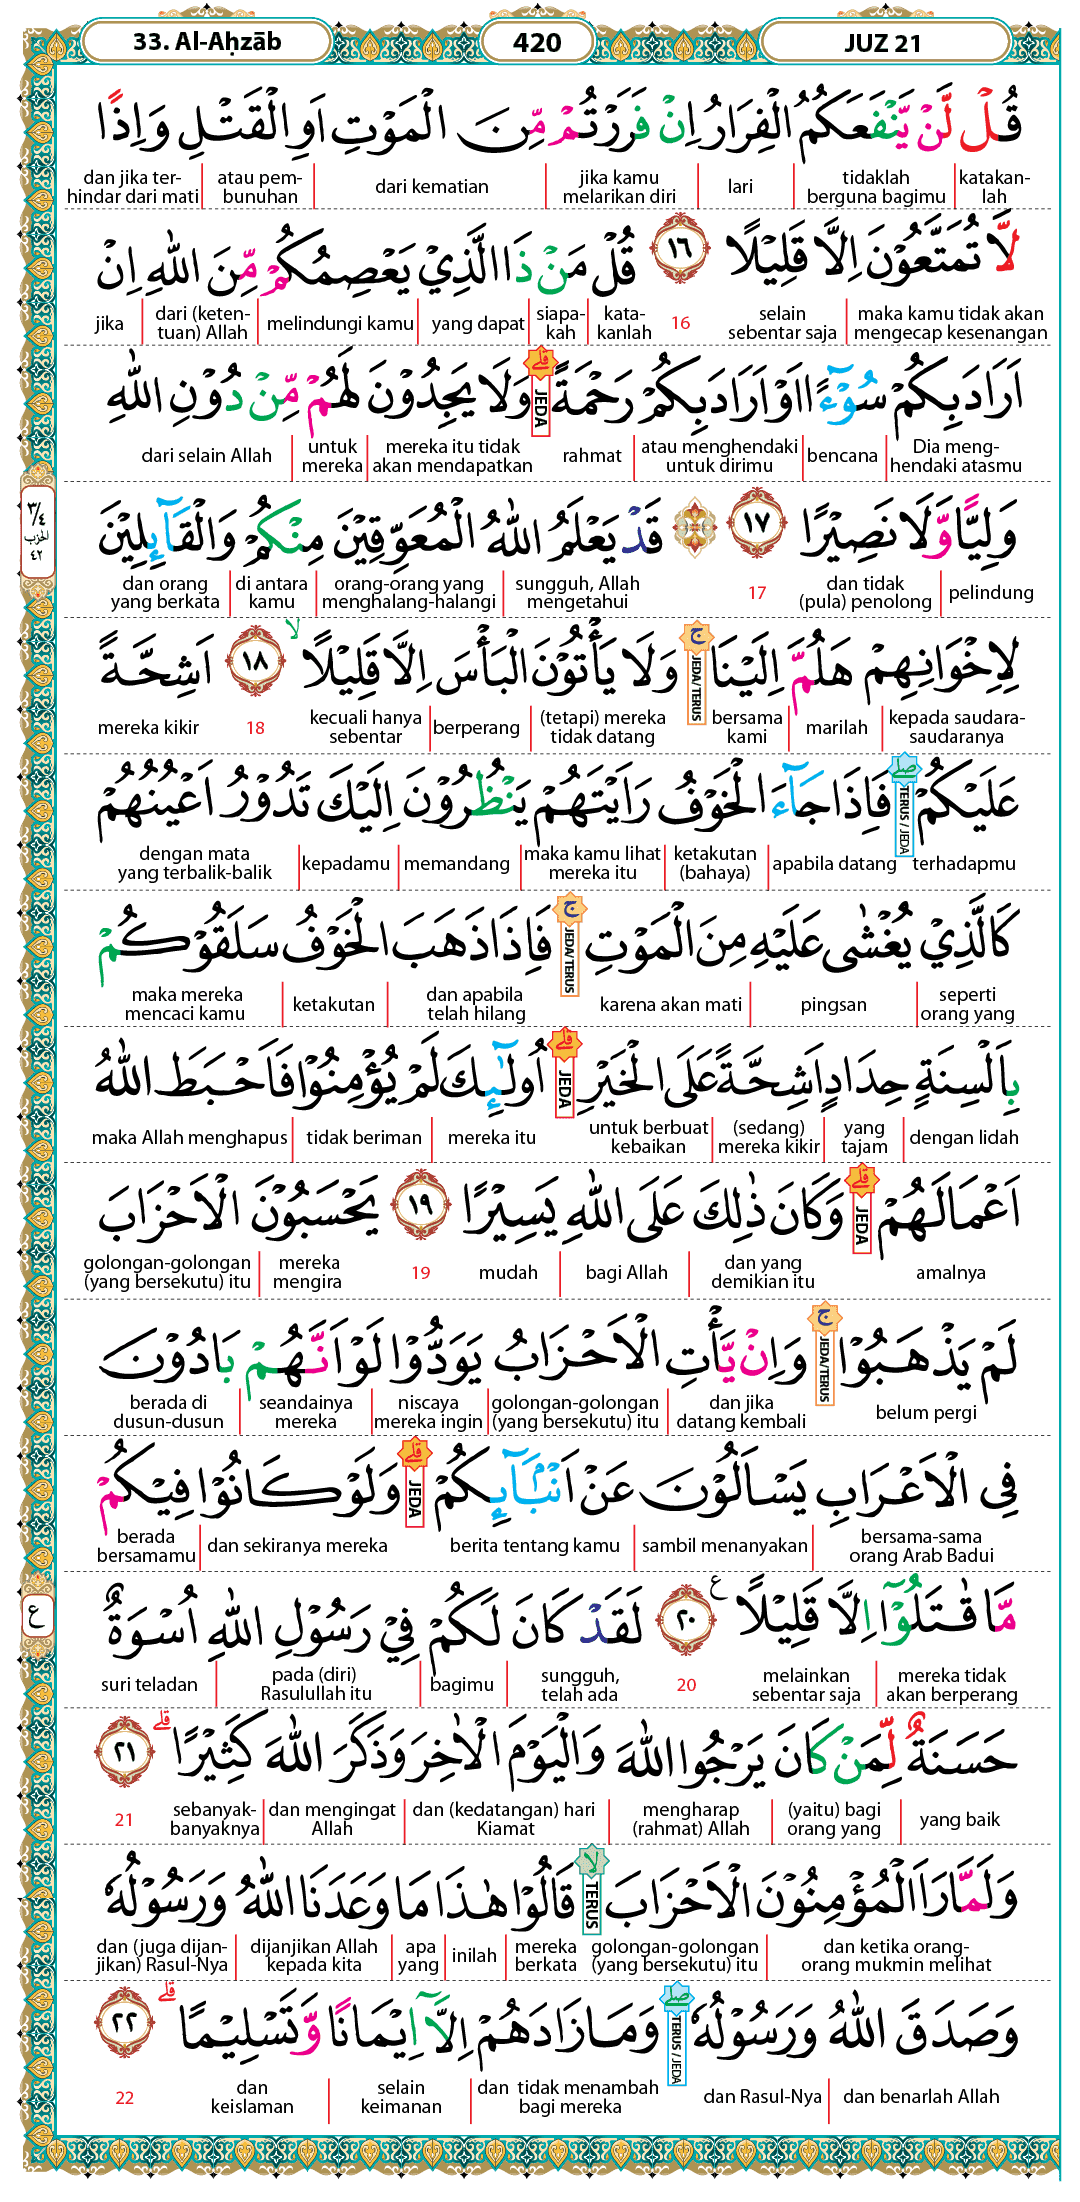 33. Al-Aḥzāb 420 JUZ 21
قُلْ لَّنْ يَّنْفَعَكُمُ الْفِرَارُ اِنْ فَرَرْتُمْ مِّنَ الْمَوْتِ اَوِ الْقَتْلِ وَاِذًا
katakan-lah tidaklah berguna bagimu lari jika kamu melarikan diri dari kematian atau pem-bunuhan dan jika ter-hindar dari mati
لَّا تُمَتَّعُوْنَ اِلَّا قَلِيْلًا ١٦ قُلْ مَنْ ذَا الَّذِيْ يَعْصِمُكُمْ مِّنَ اللّٰهِ اِنْ
maka kamu tidak akan mengecap kesenangan selain sebentar saja 16 kata-kanlah siapa-kah yang dapat melindungi kamu dari (keten-tuan) Allah jika
اَرَادَ بِكُمْ سُوْۤءًا اَوْ اَرَادَ بِكُمْ رَحْمَةً ۗ JEDA وَلَا يَجِدُوْنَ لَهُمْ مِّنْ دُوْنِ اللّٰهِ
Dia meng-hendaki atasmu bencana atau menghendaki untuk dirimu rahmat mereka itu tidak akan mendapatkan untuk mereka dari selain Allah
وَلِيًّا وَّلَا نَصِيْرًا ١٧ ۞ قَدْ يَعْلَمُ اللّٰهُ الْمُعَوِّقِيْنَ مِنْكُمْ وَالْقَاۤىِٕلِيْنَ ٣/٤ الحزب ٤٢
pelindung dan tidak (pula) penolong 17 sungguh, Allah mengetahui orang-orang yang menghalang-halangi di antara kamu dan orang yang berkata
لِاِخْوَانِهِمْ هَلُمَّ اِلَيْنَا ۚ JEDA/TERUS وَلَا يَأْتُوْنَ الْبَأْسَ اِلَّا قَلِيْلًا ۙ ١٨ اَشِحَّةً
kepada saudara-saudaranya marilah bersama kami (tetapi) mereka tidak datang berperang kecuali hanya sebentar 18 mereka kikir
عَلَيْكُمْ ۖ TERUS / JEDA فَاِذَا جَاۤءَ الْخَوْفُ رَاَيْتَهُمْ يَنْظُرُوْنَ اِلَيْكَ تَدُوْرُ اَعْيُنُهُمْ
terhadapmu apabila datang ketakutan (bahaya) maka kamu lihat mereka itu memandang kepadamu dengan mata yang terbalik-balik
كَالَّذِيْ يُغْشٰى عَلَيْهِ مِنَ الْمَوْتِ ۚ JEDA/TERUS فَاِذَا ذَهَبَ الْخَوْفُ سَلَقُوْكُمْ
seperti orang yang pingsan karena akan mati dan apabila telah hilang ketakutan maka mereka mencaci kamu
بِاَلْسِنَةٍ حِدَادٍ اَشِحَّةً عَلَى الْخَيْرِ ۗ JEDA اُولٰۤىِٕكَ لَمْ يُؤْمِنُوْا فَاَحْبَطَ اللّٰهُ
dengan lidah yang tajam (sedang) mereka kikir untuk berbuat kebaikan mereka itu tidak beriman maka Allah menghapus
اَعْمَالَهُمْ ۗ JEDA وَكَانَ ذٰلِكَ عَلَى اللّٰهِ يَسِيْرًا ١٩ يَحْسَبُوْنَ الْاَحْزَابَ
amalnya dan yang demikian itu bagi Allah mudah 19 mereka mengira golongan-golongan (yang bersekutu) itu
لَمْ يَذْهَبُوْا ۚ JEDA/TERUS وَاِنْ يَّأْتِ الْاَحْزَابُ يَوَدُّوْا لَوْ اَنَّهُمْ بَادُوْنَ
belum pergi dan jika datang kembali golongan-golongan (yang bersekutu) itu niscaya mereka ingin seandainya mereka berada di dusun-dusun
فِى الْاَعْرَابِ يَسْاَلُوْنَ عَنْ اَنْۢبَاۤىِٕكُمْ ۗ JEDA وَلَوْ كَانُوْا فِيْكُمْ
bersama-sama orang Arab Badui sambil menanyakan berita tentang kamu dan sekiranya mereka berada bersamamu
مَّا قٰتَلُوْٓا اِلَّا قَلِيْلًا ࣖ ٢٠ لَقَدْ كَانَ لَكُمْ فِيْ رَسُوْلِ اللّٰهِ اُسْوَةٌ ع
mereka tidak akan berperang melainkan sebentar saja 20 sungguh, telah ada bagimu pada (diri) Rasulullah itu suri teladan
حَسَنَةٌ لِّمَنْ كَانَ يَرْجُوا اللّٰهَ وَالْيَوْمَ الْاٰخِرَ وَذَكَرَ اللّٰهَ كَثِيْرًا ۗ ٢١
yang baik (yaitu) bagi orang yang mengharap (rahmat) Allah dan (kedatangan) hari Kiamat dan mengingat Allah sebanyak-banyaknya 21
وَلَمَّا رَاَ الْمُؤْمِنُوْنَ الْاَحْزَابَ ۙ TERUS قَالُوْا هٰذَا مَا وَعَدَنَا اللّٰهُ وَرَسُوْلُهٗ
dan ketika orang-orang mukmin melihat golongan-golongan (yang bersekutu) itu mereka berkata inilah apa yang dijanjikan Allah kepada kita dan (juga dijan-jikan) Rasul-Nya
وَصَدَقَ اللّٰهُ وَرَسُوْلُهٗ ۖ TERUS / JEDA وَمَا زَادَهُمْ اِلَّآ اِيْمَانًا وَّتَسْلِيْمًا ۗ ٢٢
dan benarlah Allah dan Rasul-Nya dan tidak menambah bagi mereka selain keimanan dan keislaman 22